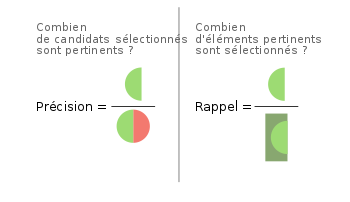 Combien
de candidats sélectionnés
sont pertinents ?
Précision =
Combien
d'éléments pertinents
sont sélectionnés ?
Rappel =